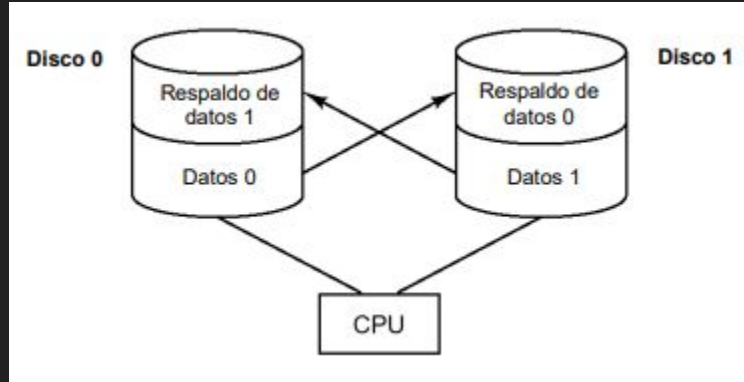 Disco 0
Respaldo de
datos 1
Datos 0
Disco 1
Respaldo de
datos 0
Datos 1
CPU